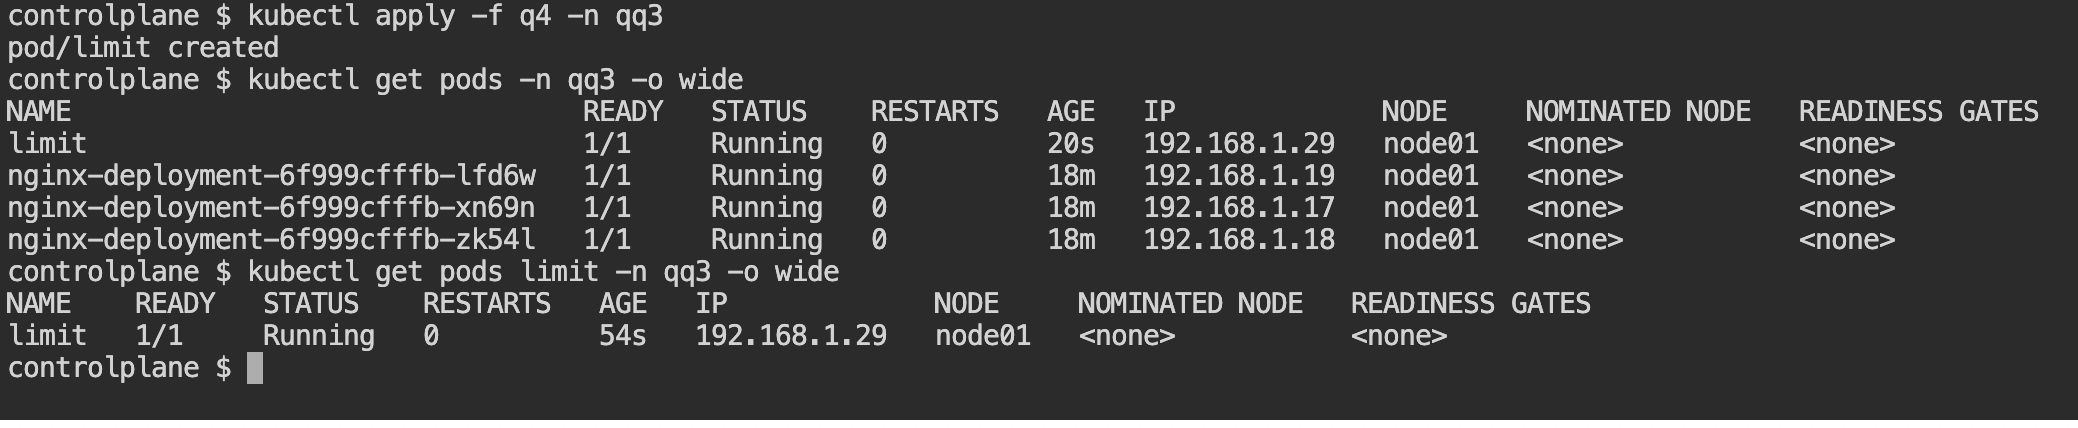 controlplane $ kubectl apply -f q4 -n qq3
pod/limit created
controlplane $ kubectl get pods -n qq3 -o wide
NAME READY STATUS RESTARTS AGE IP NODE NOMINATED NODE READINESS GATES
limit 1/1 Running 0 20s 192.168.1.29 node01 <none> <none>
nginx-deployment-6f999cfffb-lfd6w 1/1 Running 0 18m 192.168.1.19 node01 <none> <none>
nginx-deployment-6f999cfffb-xn69n 1/1 Running 0 18m 192.168.1.17 node01 <none> <none>
nginx-deployment-6f999cfffb-zk54l 1/1 Running 0 18m 192.168.1.18 node01 <none> <none>
controlplane $ kubectl get pods limit -n qq3 -o wide
NAME READY STATUS RESTARTS AGE IP NODE NOMINATED NODE READINESS GATES
limit 1/1 Running 0 54s 192.168.1.29 node01 <none> <none>
controlplane $